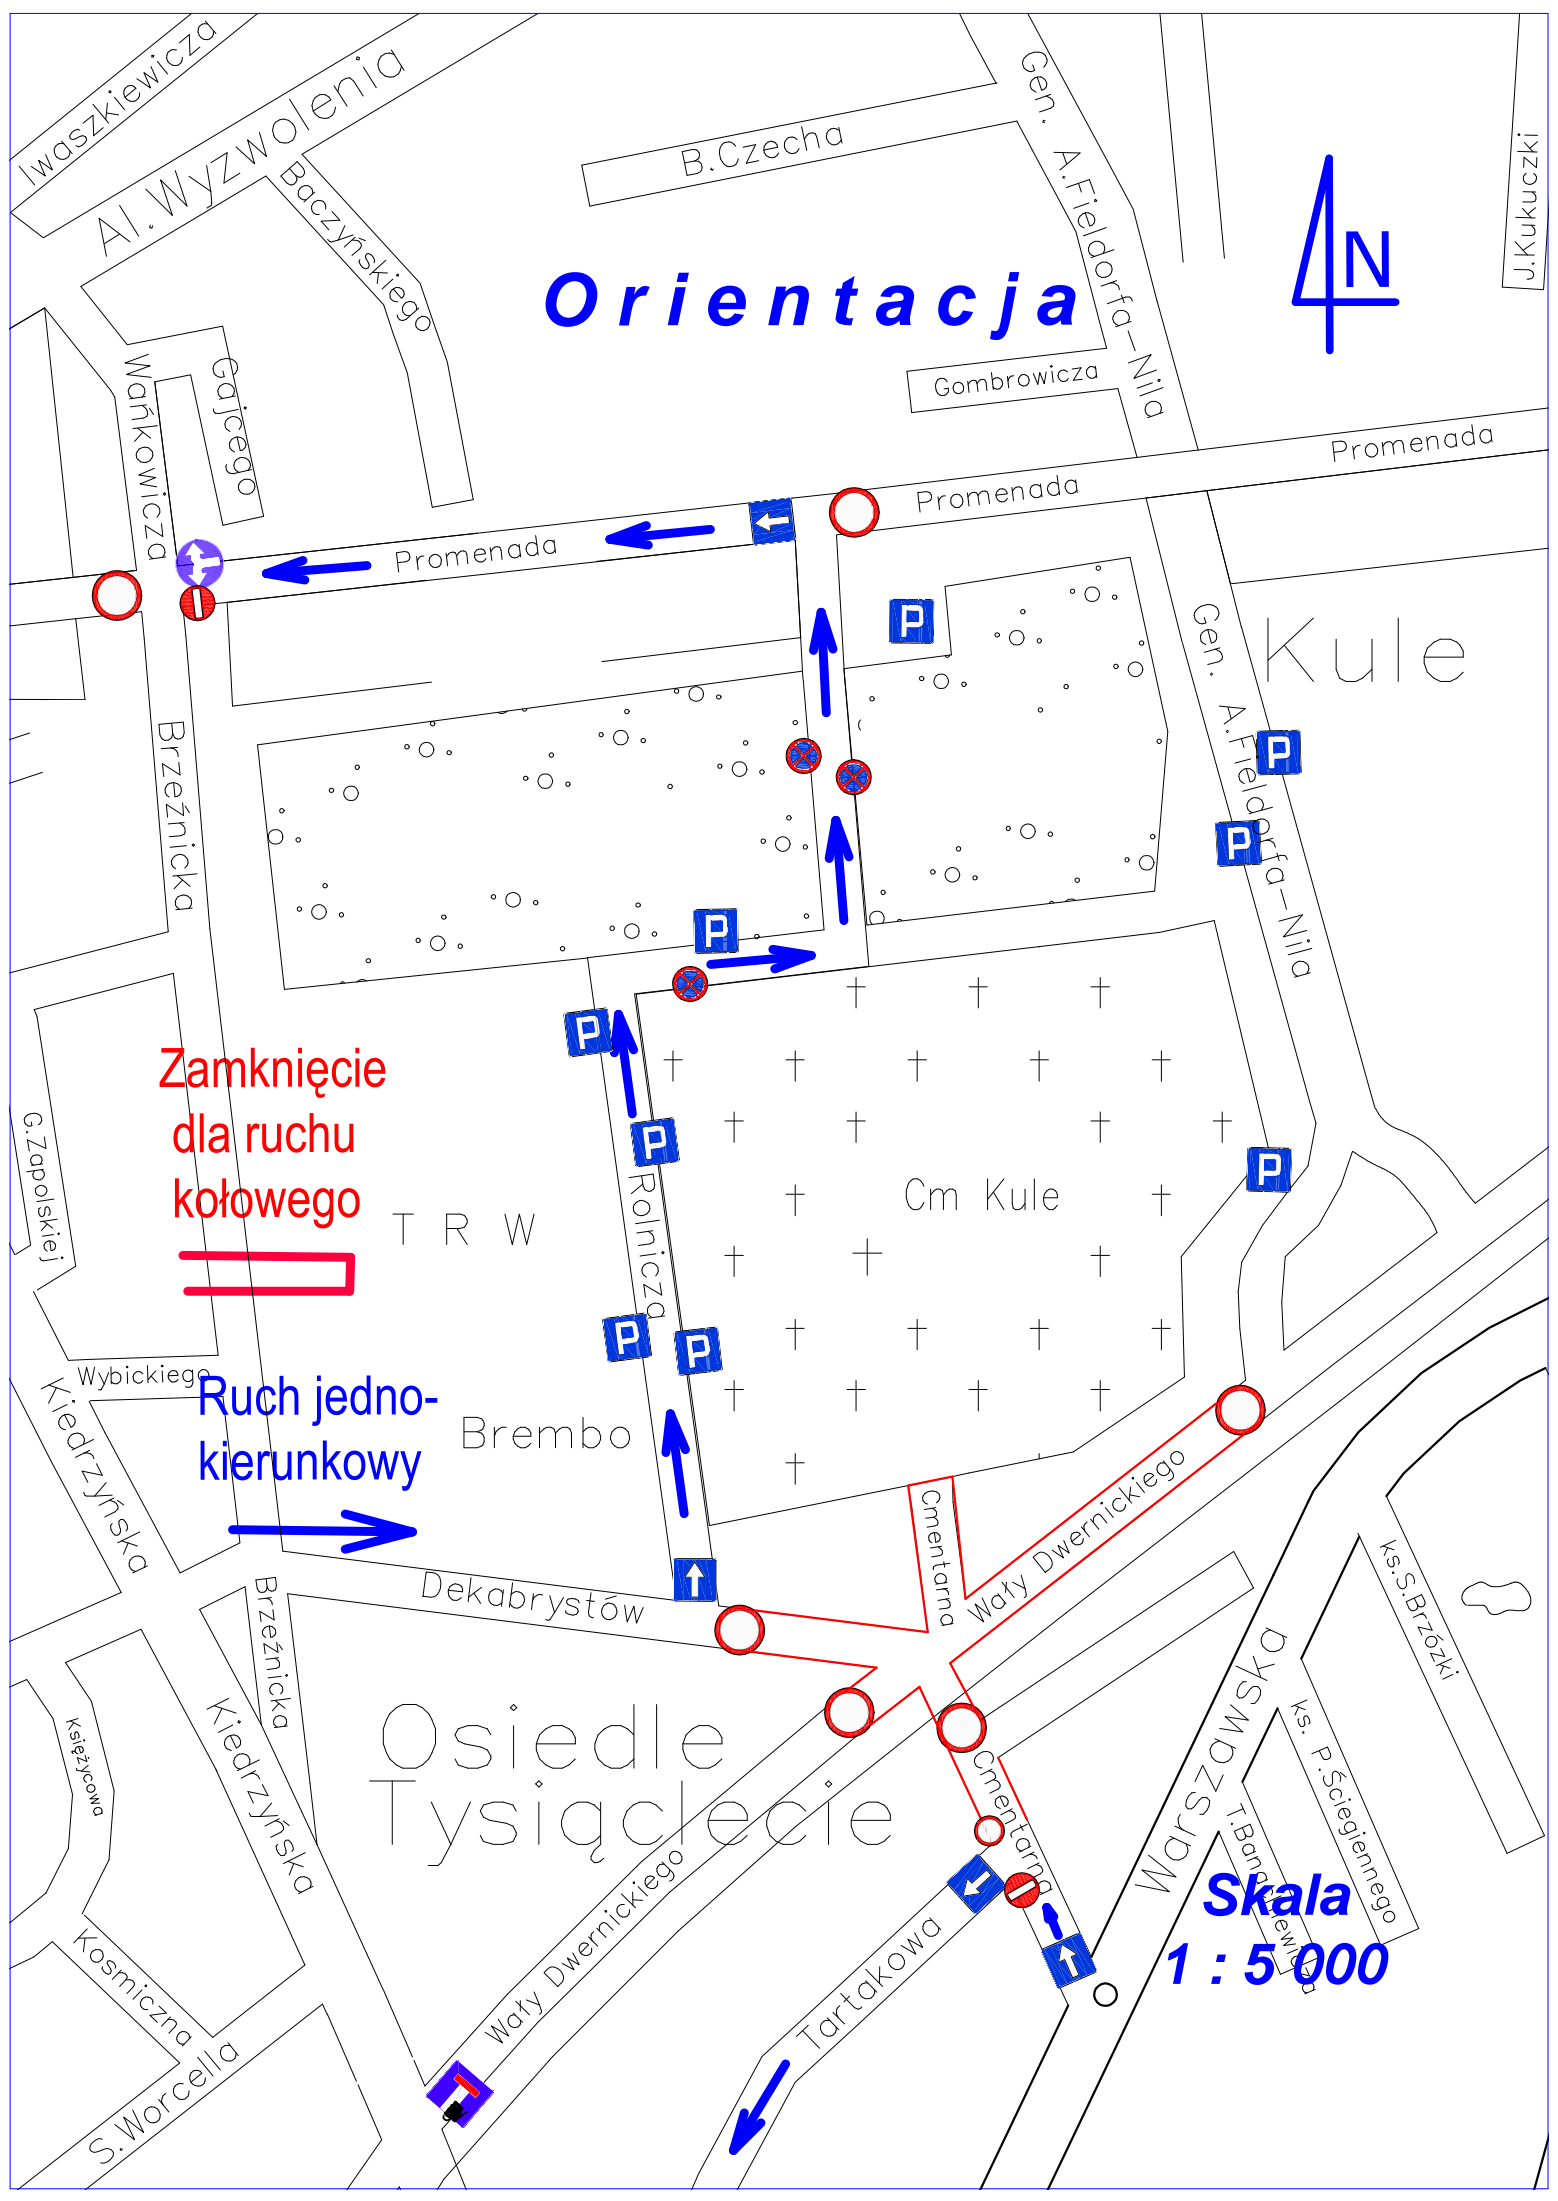 Iwaszkiewicza
Al. Wyzwolenia
Baczyńskiego
B.Czecha
Gen. A.Fieldorfa-Nila
J.Kukuczki
Orientacja
N
Wańkowicza
Gajcego
Gombrowicza
Promenada
Promenada
Promenada
P
Kule
Gen. A.Fieldorfa-Nila
Brzeźnicka
P
P
P
P
Zamknięcie
dla ruchu
kołowego
G.Zapolskiej
P
P
T R W
Rolnicza
Cm Kule
P
P
Wybickiego
Ruch jedno-
kierunkowy
Kiedrzyńska
Brembo
Cmentarna
Wały Dwernickiego
Dekabrystów
Brzeźnicka
ks.S.Brzózki
Warszawska
Osiedle
Tysiąclecie
Kiedrzyńska
Księżycowa
Cmentarna
ks. P.Ściegiennego
T.Banachiewicza
Skala
1 : 5 000
Wały Dwernickiego
Tartakowa
Kosmiczna
S.Worcella